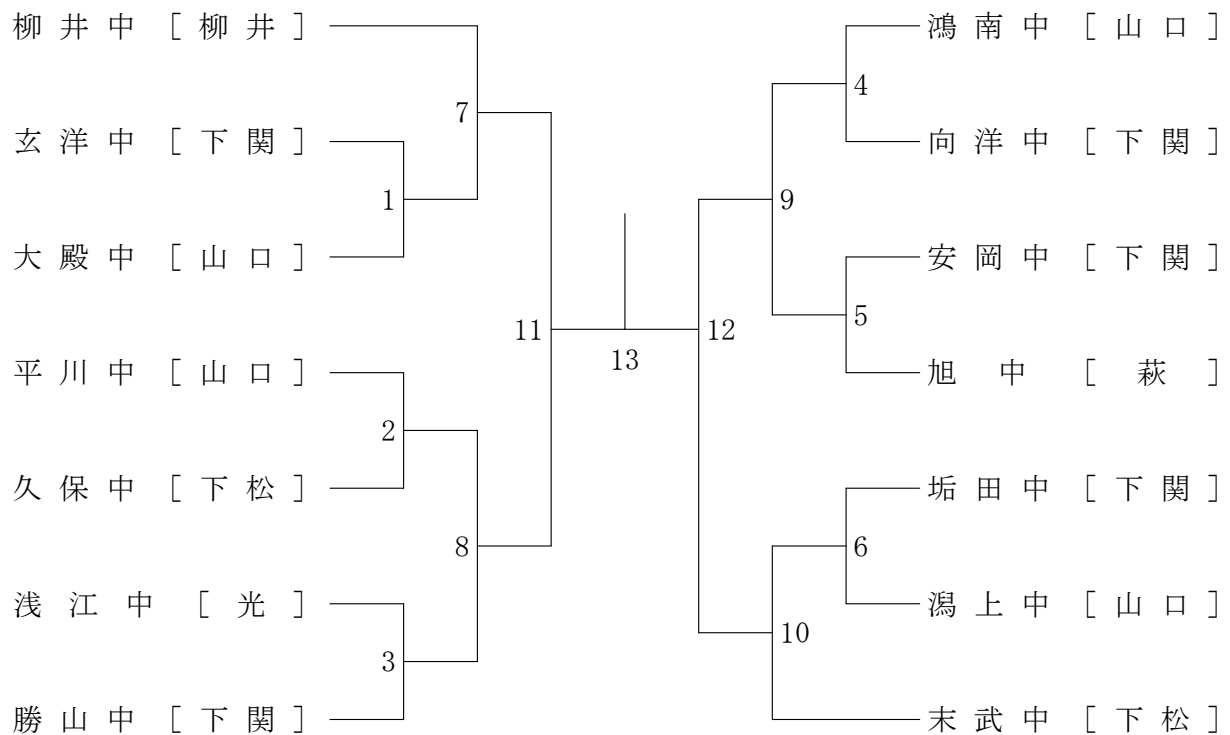 柳井中 [柳井]
7
玄洋中 [下関]
1
大殿中 [山口]
11
平川中 [山口]
2
久保中 [下松]
8
浅江中 [光]
3
勝山中 [下関]
13
鴻南中 [山口]
4
向洋中 [下関]
9
安岡中 [下関]
5
旭中 [萩]
12
垢田中 [下関]
6
潟上中 [山口]
10
末武中 [下松]